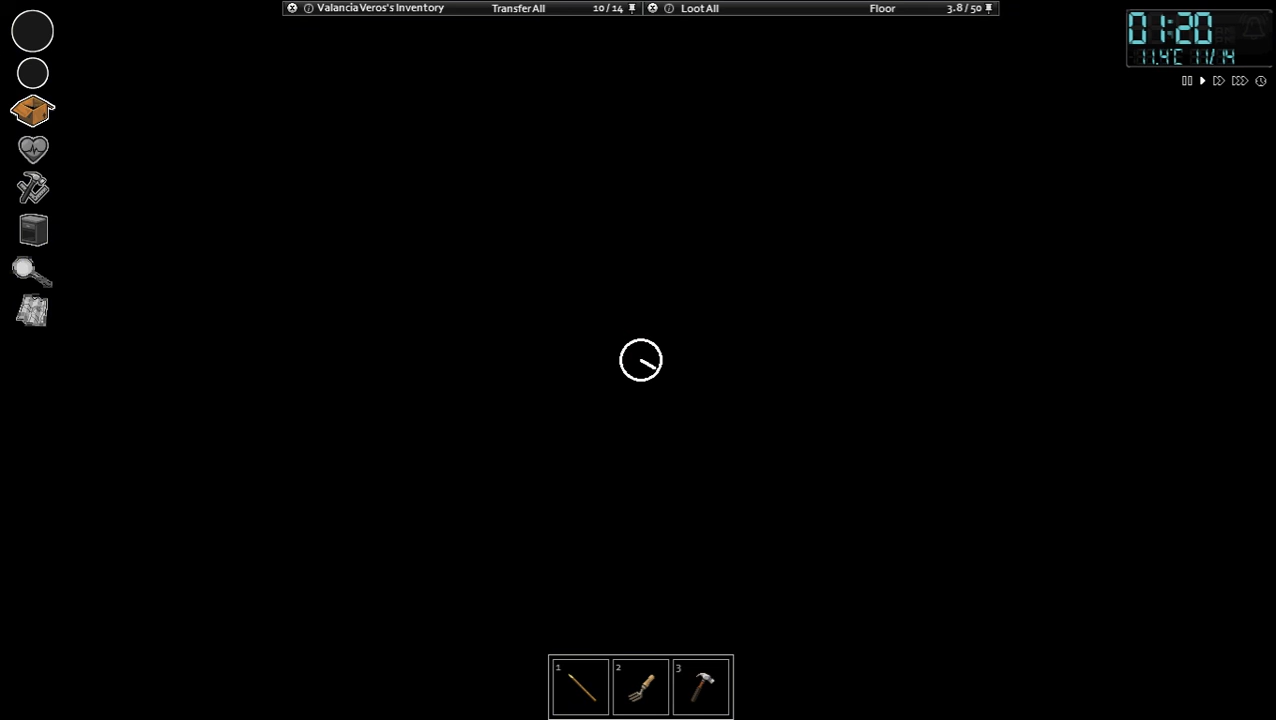 Valancia Veros's Inventory Transfer All 10 / 14
Loot All Floor 3.8 / 50
01:20
11.4°C 11/14
1 2 3